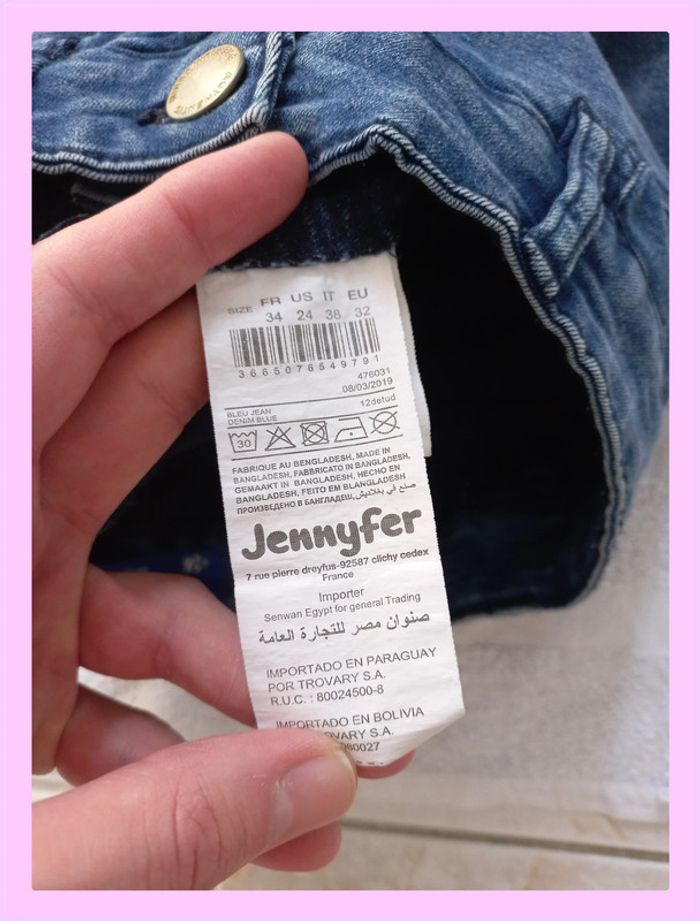 SIZE FR US IT EU
34 24 38 32
3665076549791
476031
08/03/2019
BLEU JEAN
DENIM BLUE
12detud
30
FABRIQUE AU BENGLADESH, MADE IN
BANGLADESH, FABBRICATO IN BANGLADESH,
GEMAAKT IN BANGLADESH, HECHO EN
BANGLADESH, FEITO EM BLANGLADESH
ПРОИЗВЕДЕНО В БАНГЛАДЕШ, صنع في بغلاديش
Jennyfer
7 rue pierre dreyfus-92587 clichy cedex
France
Importer
Senwan Egypt for general Trading
صنوان مصر للتجارة العامة
IMPORTADO EN PARAGUAY
POR TROVARY S.A.
R.U.C. : 80024500-8
IMPORTADO EN BOLIVIA
S.A.